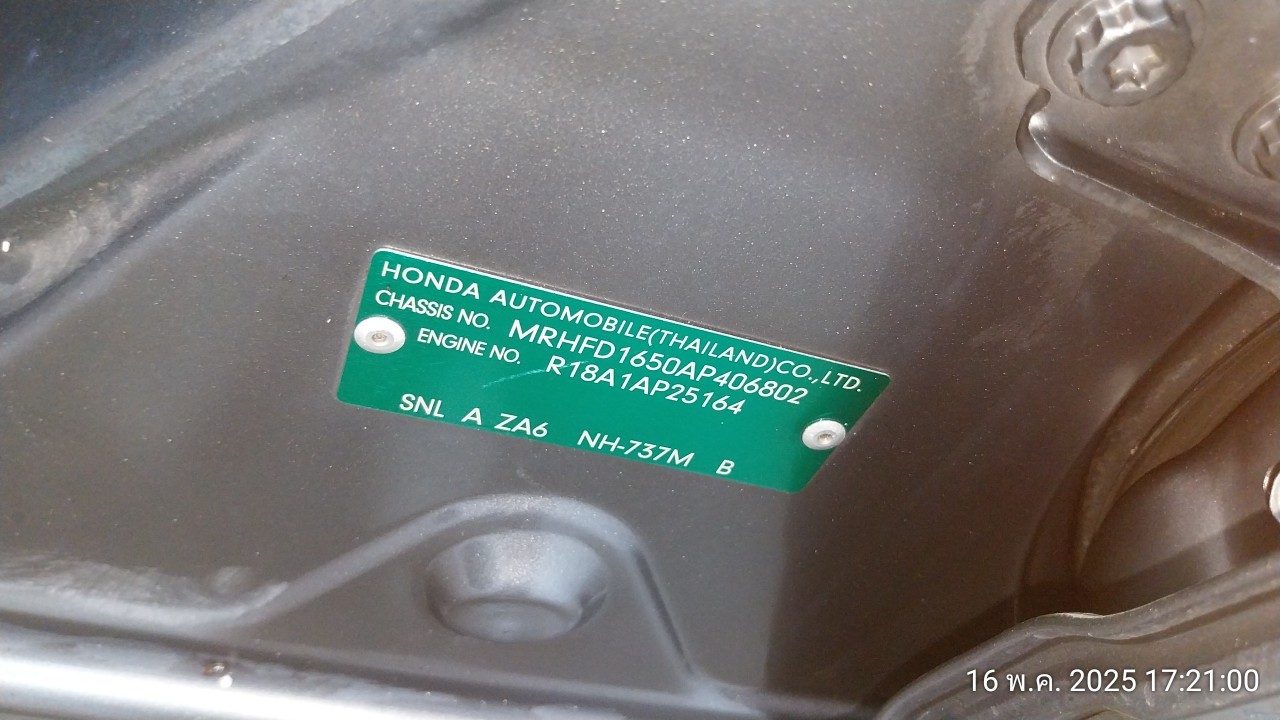 HONDA AUTOMOBILE(THAILAND)CO.,LTD.
CHASSIS NO. MRHFD1650AP406802
ENGINE NO. R18A1AP25164
SNL A ZA6 NH-737M B
16 พ.ค. 2025 17:21:00